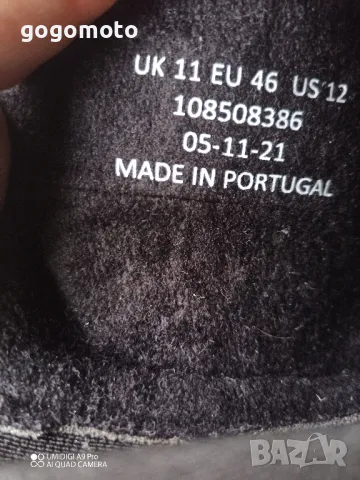 gogomoto
UK 11 EU 46 US 12
108508386
05-11-21
MADE IN PORTUGAL
UMIDIGI A9 Pro
AI QUAD CAMERA
BAZAR